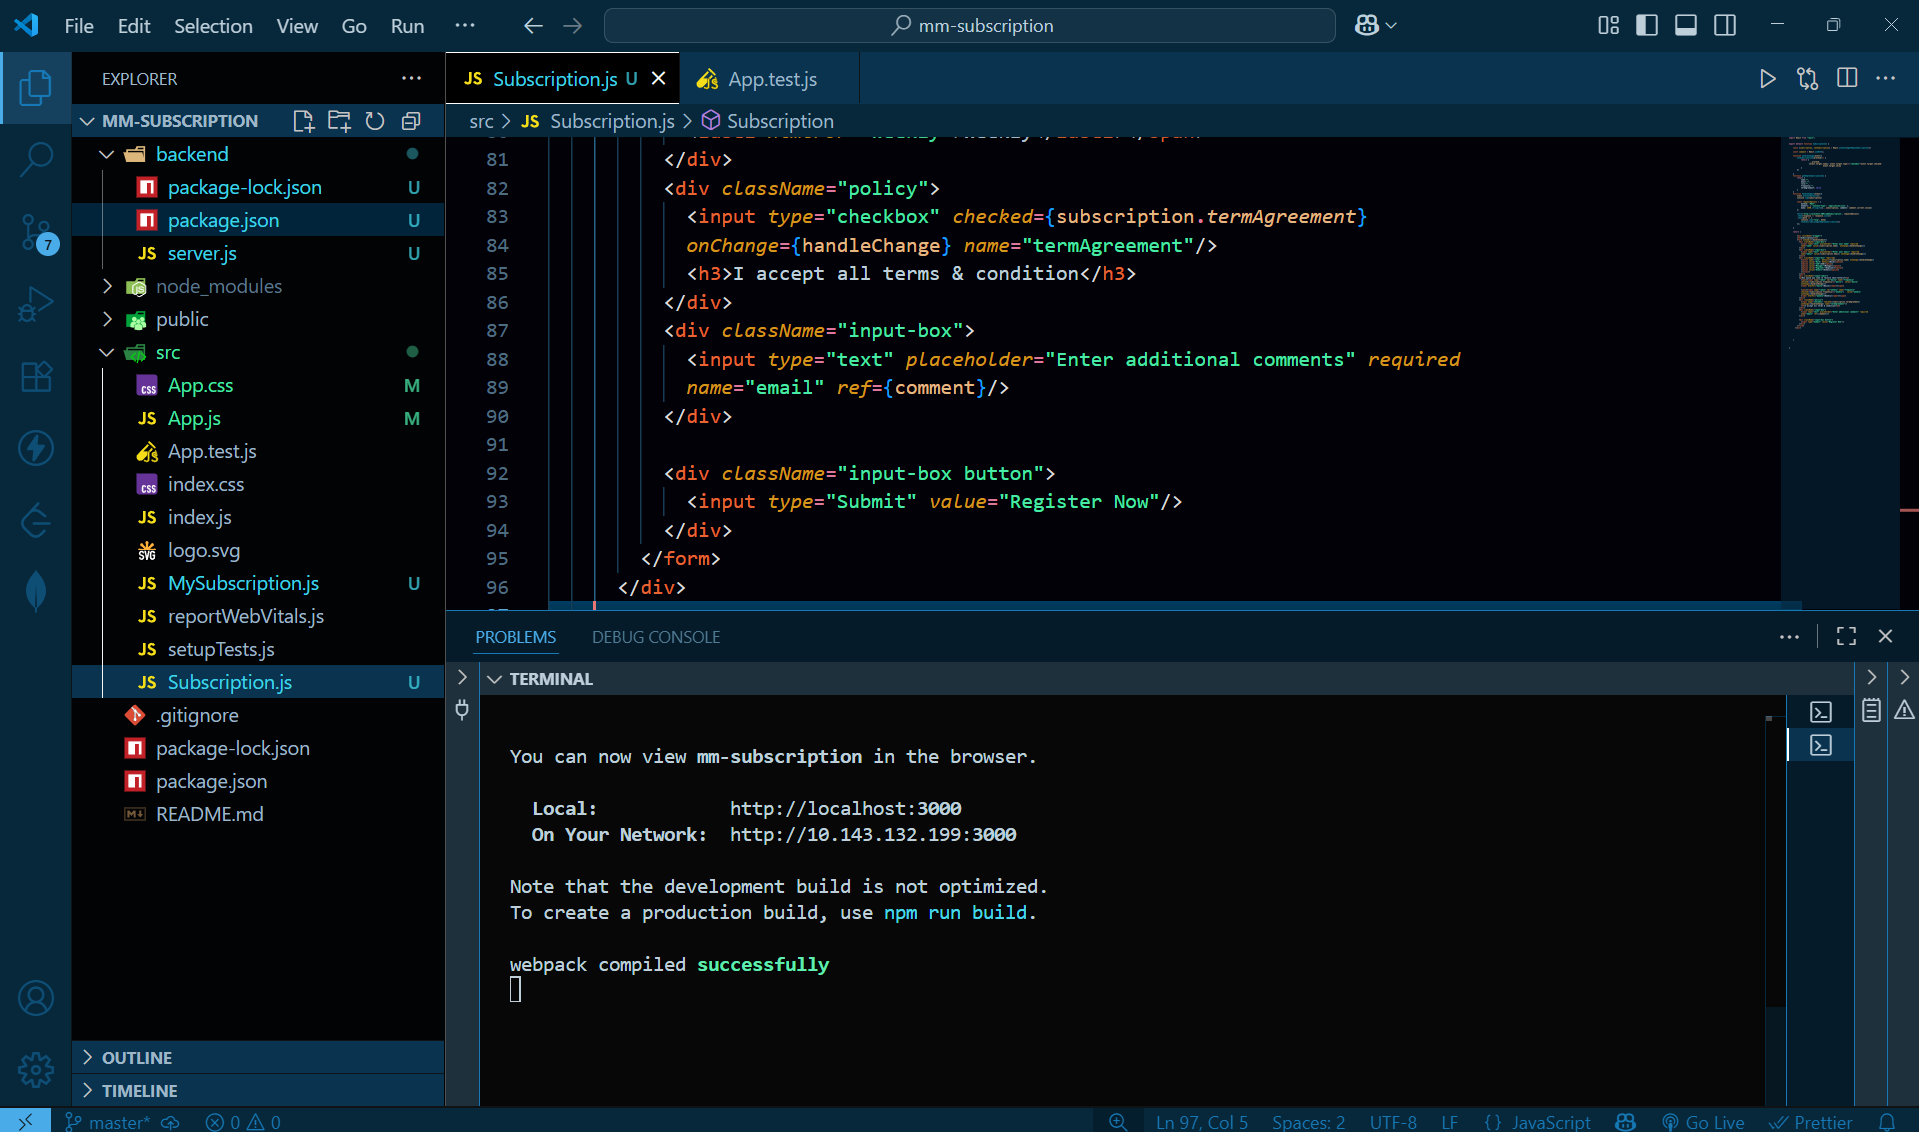 File Edit Selection View Go Run ··· mm-subscription
EXPLORER
MM-SUBSCRIPTION
backend
package-lock.json U
package.json U
server.js U
node_modules
public
src
App.css M
App.js M
App.test.js
index.css
index.js
logo.svg
MySubscription.js U
reportWebVitals.js
setupTests.js
Subscription.js U
.gitignore
package-lock.json
package.json
README.md
OUTLINE
TIMELINE
7
JS Subscription.js U App.test.js
src > JS Subscription.js > Subscription
81 </div>
82 <div className="policy">
83 <input type="checkbox" checked={subscription.termAgreement}
84 onChange={handleChange} name="termAgreement"/>
85 <h3>I accept all terms & condition</h3>
86 </div>
87 <div className="input-box">
88 <input type="text" placeholder="Enter additional comments" required
89 name="email" ref={comment}/>
90 </div>
91
92 <div className="input-box button">
93 <input type="Submit" value="Register Now"/>
94 </div>
95 </form>
96 </div>
PROBLEMS DEBUG CONSOLE
TERMINAL
You can now view mm-subscription in the browser.
Local: http://localhost:3000
On Your Network: http://10.143.132.199:3000
Note that the development build is not optimized.
To create a production build, use npm run build.
webpack compiled successfully
master* 0 0 Ln 97, Col 5 Spaces: 2 UTF-8 LF {} JavaScript Go Live Prettier